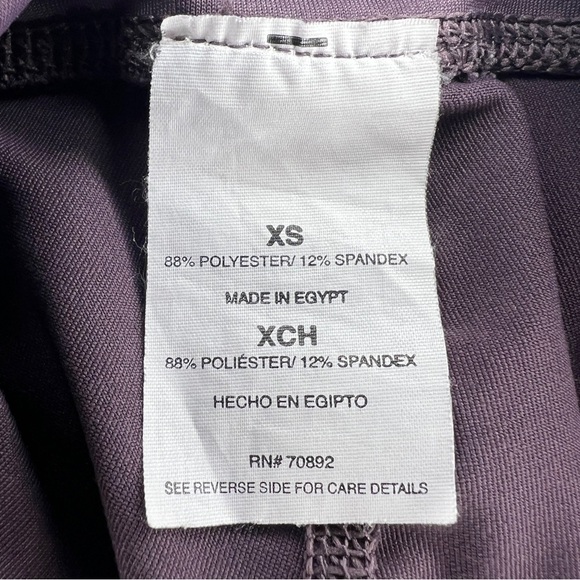 XS
88% POLYESTER/ 12% SPANDEX
MADE IN EGYPT
XCH
88% POLIÉSTER/ 12% SPANDEX
HECHO EN EGIPTO
RN# 70892
SEE REVERSE SIDE FOR CARE DETAILS